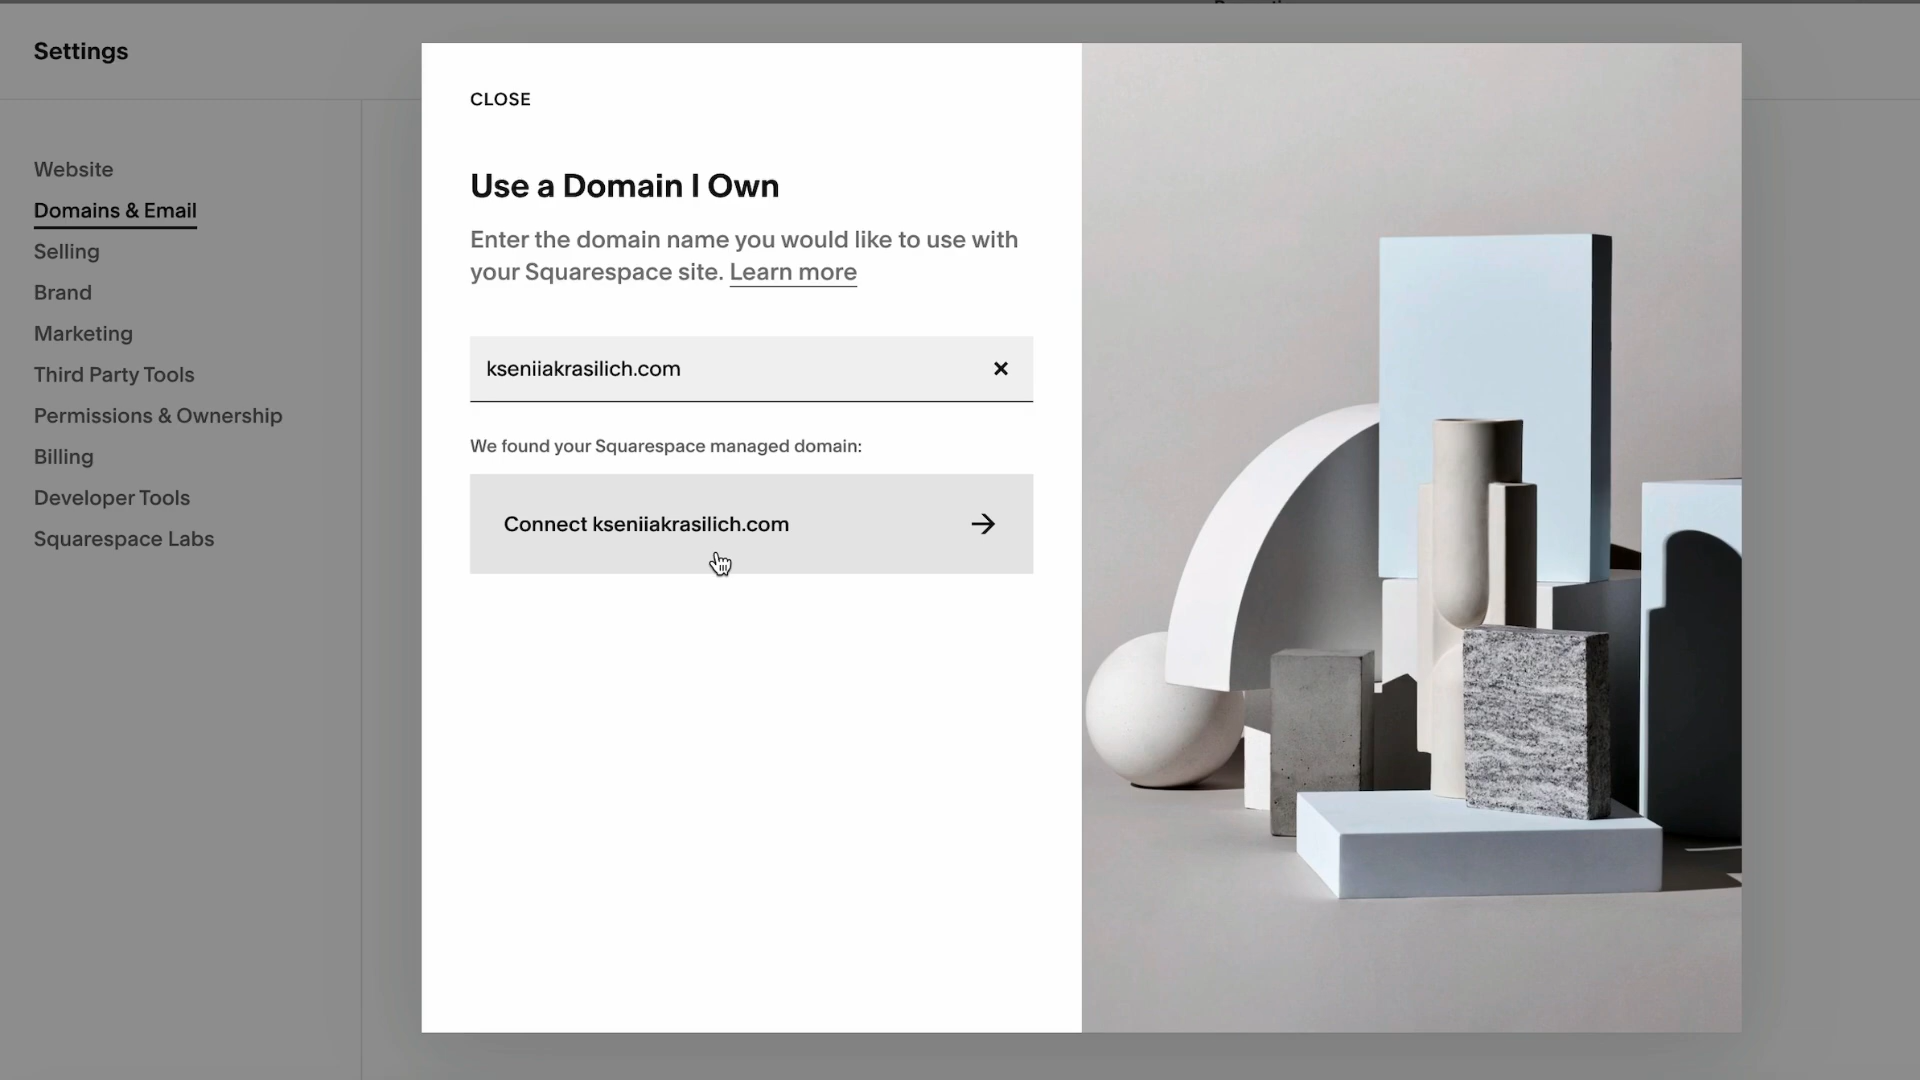 Settings
Website
Domains & Email
Selling
Brand
Marketing
Third Party Tools
Permissions & Ownership
Billing
Developer Tools
Squarespace Labs
CLOSE
Use a Domain I Own
Enter the domain name you would like to use with
your Squarespace site. Learn more
kseniiakrasilich.com
We found your Squarespace managed domain:
Connect kseniiakrasilich.com